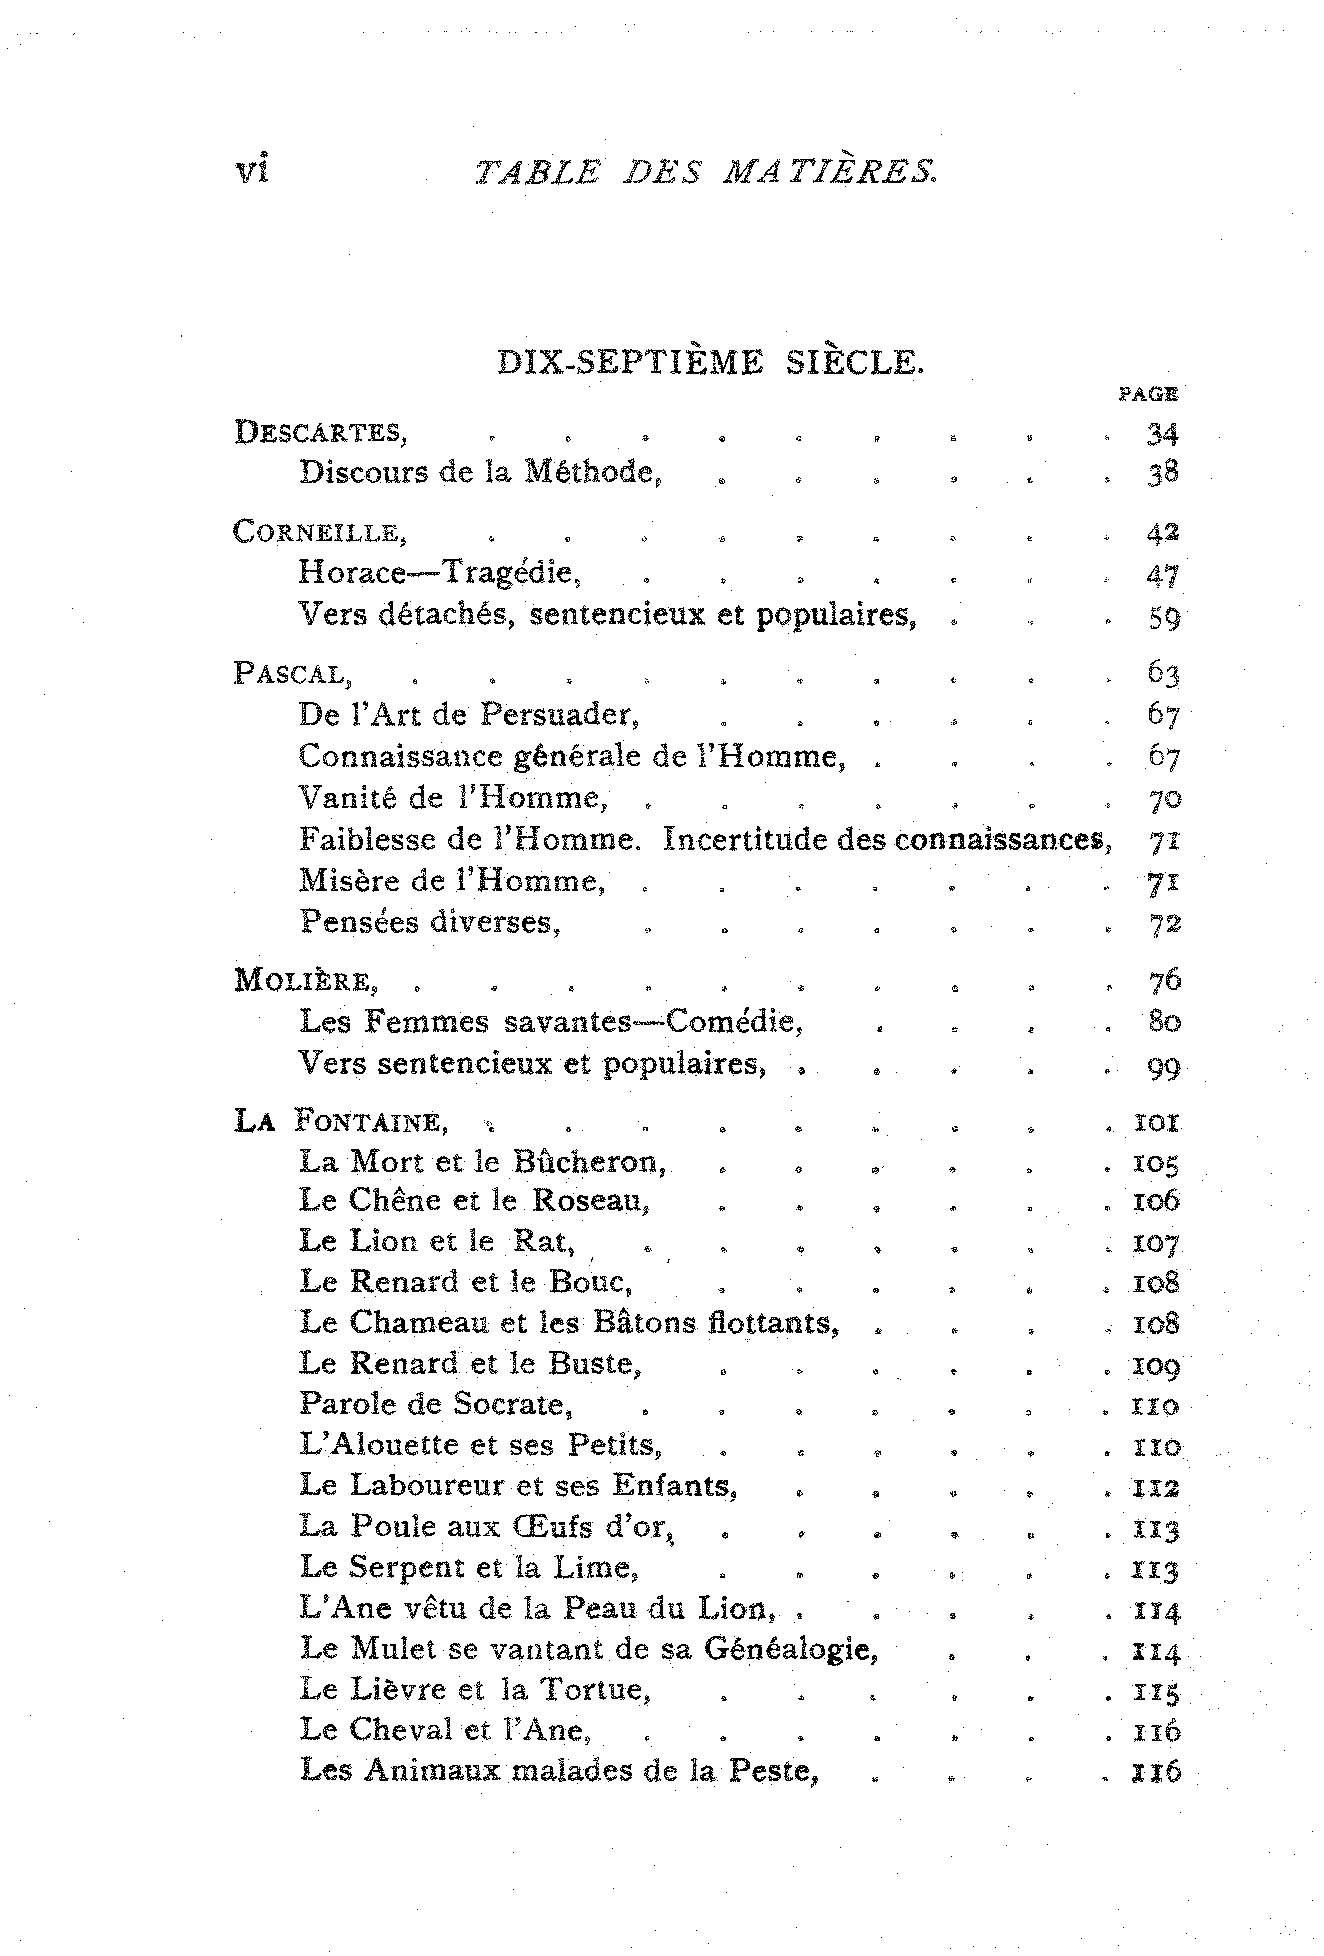 vi TABLE DES MATIÈRES.
DIX-SEPTIÈME SIÈCLE.
PAGE
DESCARTES, . . . . . . . . . 34
Discours de la Méthode, . . . . . . 38
CORNEILLE, . . . . . . . . . 42
Horace—Tragédie, . . . . . . . 47
Vers détachés, sentencieux et populaires, . . . 59
PASCAL, . . . . . . . . . . 63
De l'Art de Persuader, . . . . . . 67
Connaissance générale de l'Homme, . . . . 67
Vanité de l'Homme, . . . . . . . 70
Faiblesse de l'Homme. Incertitude des connaissances, 71
Misère de l'Homme, . . . . . . . 71
Pensées diverses, . . . . . . . 72
MOLIÈRE, . . . . . . . . . . 76
Les Femmes savantes—Comédie, . . . . 80
Vers sentencieux et populaires, . . . . . 99
LA FONTAINE, . . . . . . . . . 101
La Mort et le Bûcheron, . . . . . . 105
Le Chêne et le Roseau, . . . . . . 106
Le Lion et le Rat, . . . . . . . 107
Le Renard et le Bouc, . . . . . . 108
Le Chameau et les Bâtons flottants, . . . . 108
Le Renard et le Buste, . . . . . . 109
Parole de Socrate, . . . . . . . 110
L'Alouette et ses Petits, . . . . . . 110
Le Laboureur et ses Enfants, . . . . . 112
La Poule aux Œufs d'or, . . . . . . 113
Le Serpent et la Lime, . . . . . . 113
L'Ane vêtu de la Peau du Lion, . . . . . 114
Le Mulet se vantant de sa Généalogie, . . . 114
Le Lièvre et la Tortue, . . . . . . 115
Le Cheval et l'Ane, . . . . . . . 116
Les Animaux malades de la Peste, . . . . 116